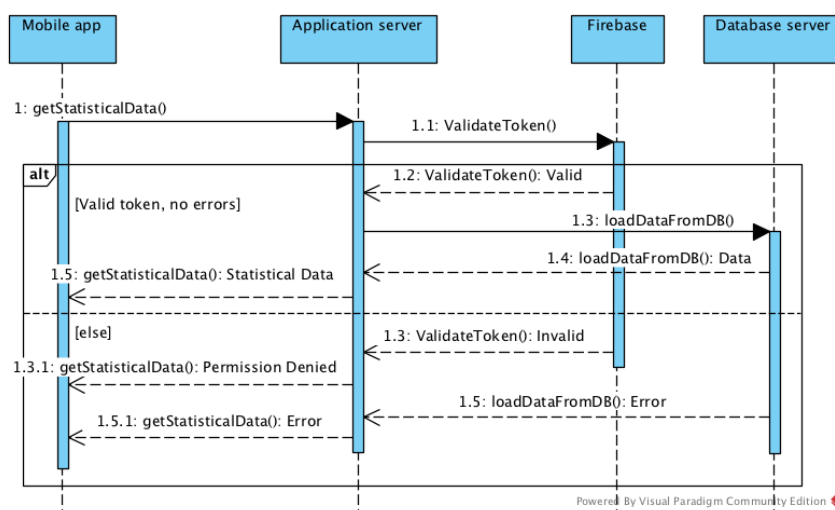 Mobile app
Application server
Firebase
Database server
1: getStatisticalData()
1.1: ValidateToken()
alt
1.2: ValidateToken(): Valid
[Valid token, no errors]
1.3: loadDataFromDB()
1.4: loadDataFromDB(): Data
1.5: getStatisticalData(): Statistical Data
[else]
1.3: ValidateToken(): Invalid
1.3.1: getStatisticalData(): Permission Denied
1.5: loadDataFromDB(): Error
1.5.1: getStatisticalData(): Error
Powered By Visual Paradigm Community Edition